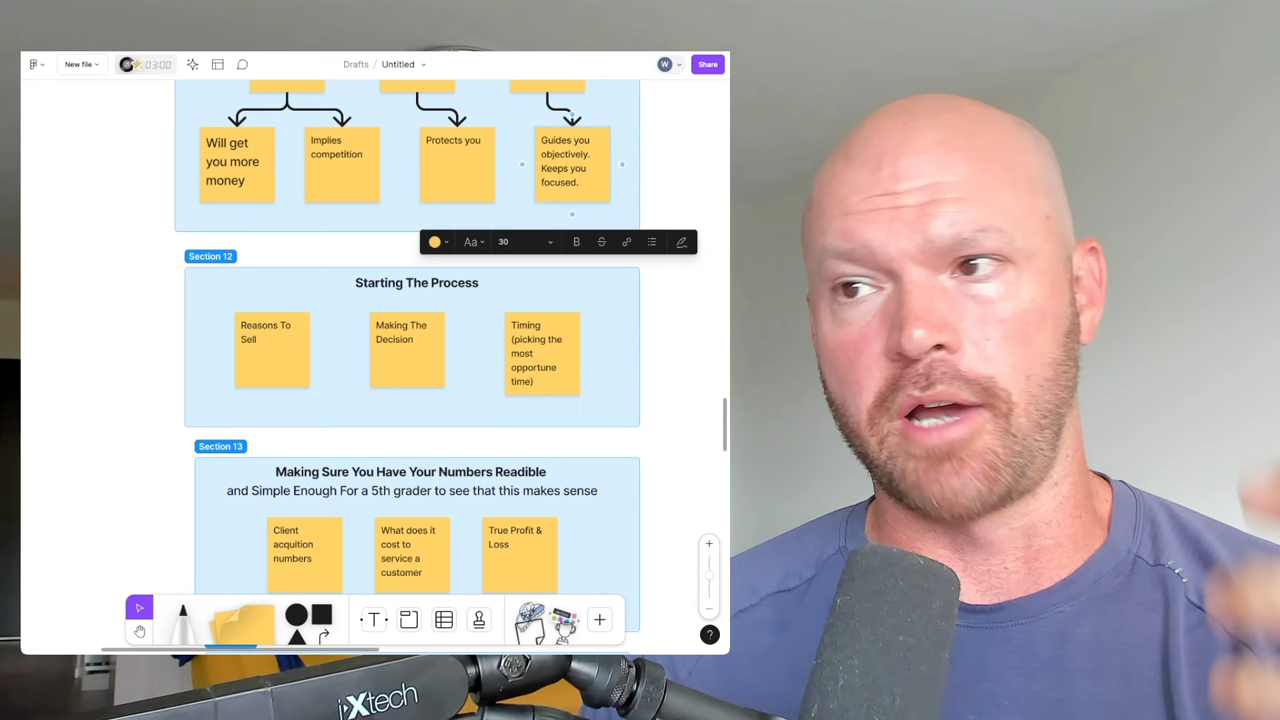 New file
03:00
Drafts / Untitled
W
Share
Will get
you more
money
Implies
competition
Protects you
Guides you
objectively.
Keeps you
focused.
Aa
30
B
S
Section 12
Starting The Process
Reasons To
Sell
Making The
Decision
Timing
(picking the
most
opportune
time)
Section 13
Making Sure You Have Your Numbers Readible
and Simple Enough For a 5th grader to see that this makes sense
Client
acquition
numbers
What does it
cost to
service a
customer
True Profit &
Loss
T
?
iXtech